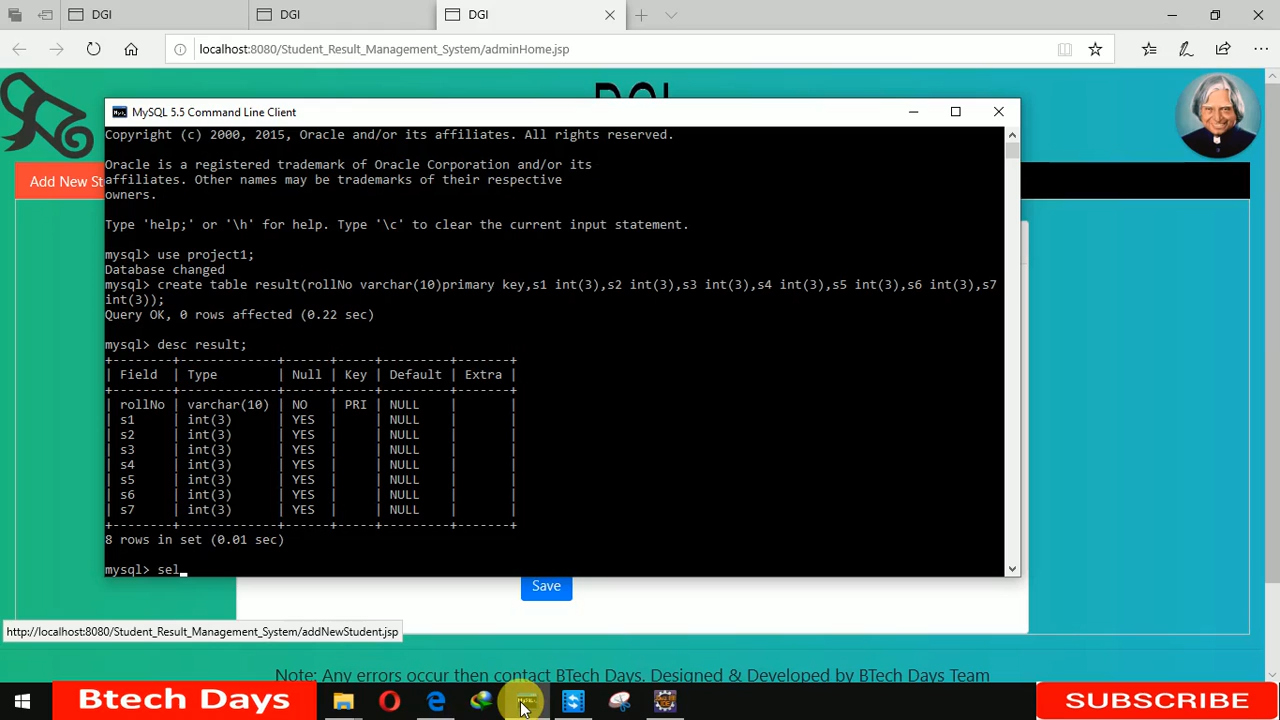 DGI
DGI
DGI
localhost:8080/Student_Result_Management_System/adminHome.jsp
MySQL 5.5 Command Line Client
Copyright (c) 2000, 2015, Oracle and/or its affiliates. All rights reserved.
Oracle is a registered trademark of Oracle Corporation and/or its
affiliates. Other names may be trademarks of their respective
owners.
Type 'help;' or '\h' for help. Type '\c' to clear the current input statement.
mysql> use project1;
Database changed
mysql> create table result(rollNo varchar(10)primary key,s1 int(3),s2 int(3),s3 int(3),s4 int(3),s5 int(3),s6 int(3),s7
int(3));
Query OK, 0 rows affected (0.22 sec)
mysql> desc result;
+--------+-------------+------+-----+---------+-------+
| Field | Type | Null | Key | Default | Extra |
+--------+-------------+------+-----+---------+-------+
| rollNo | varchar(10) | NO | PRI | NULL | |
| s1 | int(3) | YES | | NULL | |
| s2 | int(3) | YES | | NULL | |
| s3 | int(3) | YES | | NULL | |
| s4 | int(3) | YES | | NULL | |
| s5 | int(3) | YES | | NULL | |
| s6 | int(3) | YES | | NULL | |
| s7 | int(3) | YES | | NULL | |
+--------+-------------+------+-----+---------+-------+
8 rows in set (0.01 sec)
mysql> sel_
Add New St
Save
http://localhost:8080/Student_Result_Management_System/addNewStudent.jsp
Note: Any errors occur then contact BTech Days. Designed & Developed by BTech Days Team
Btech Days
SUBSCRIBE